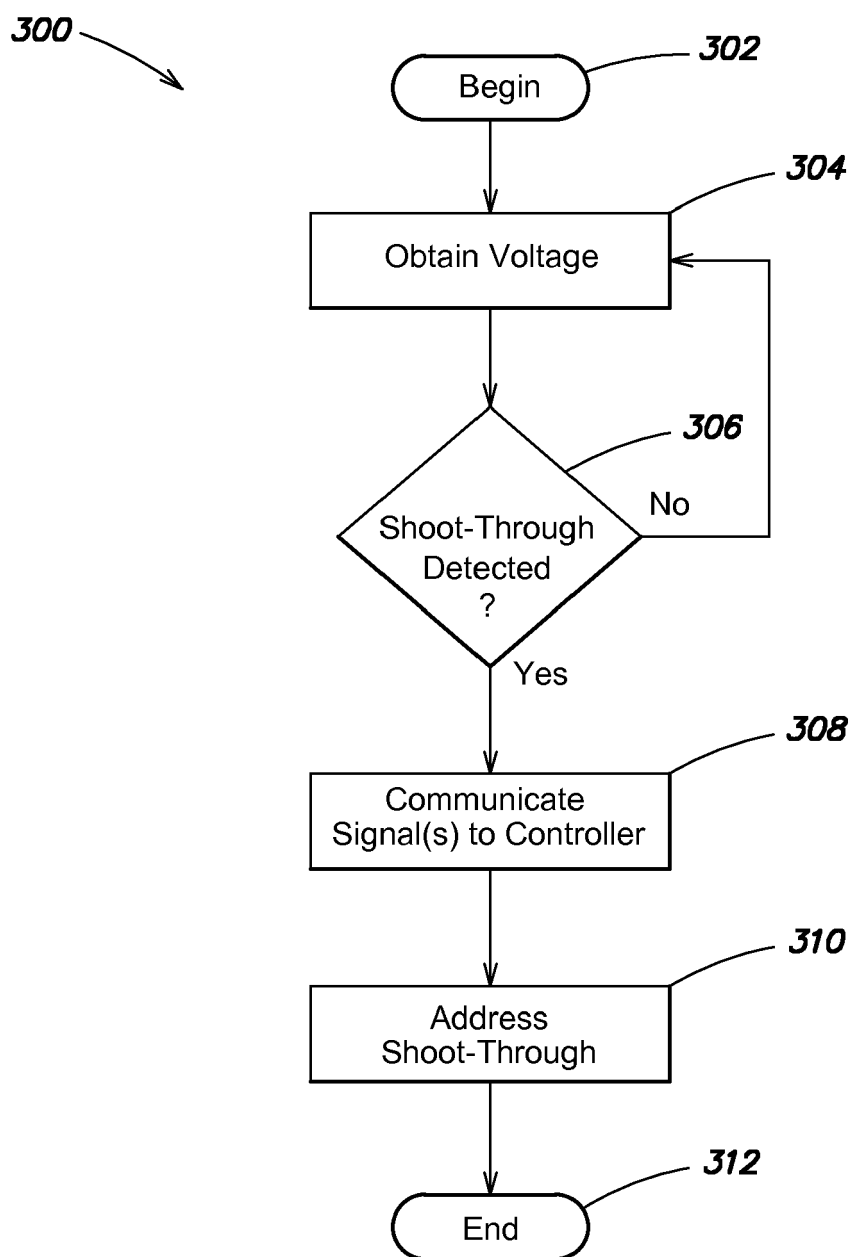 300
302
Begin
304
Obtain Voltage
306
No
Shoot-Through
Detected
?
Yes
308
Communicate
Signal(s) to Controller
310
Address
Shoot-Through
312
End